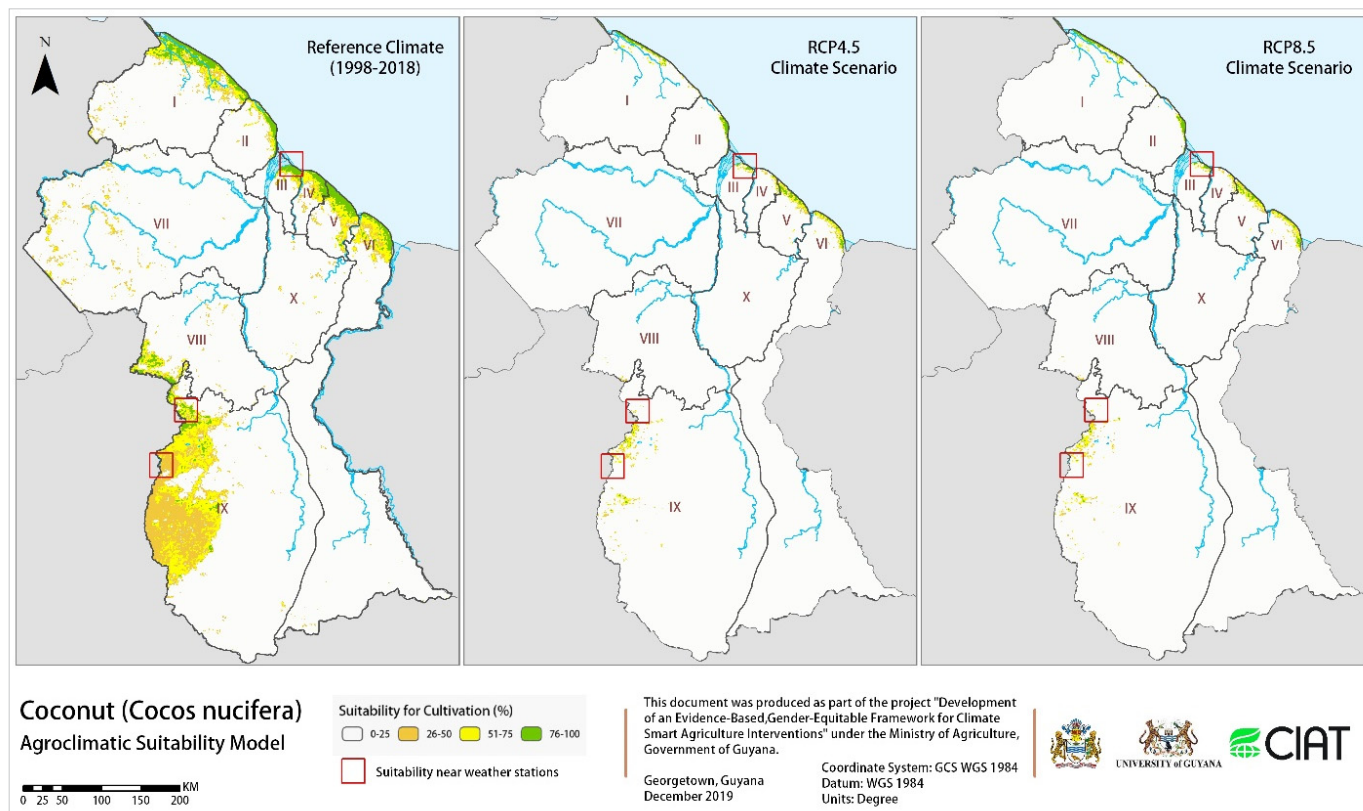 N
Reference Climate
(1998-2018)
I
II
III
IV
V
VI
VII
X
VIII
IX
RCP4.5
Climate Scenario
I
II
III
IV
V
VI
VII
X
VIII
IX
RCP8.5
Climate Scenario
I
II
III
IV
V
VI
VII
X
VIII
IX
Coconut (Cocos nucifera)
Agroclimatic Suitability Model
KM
0 25 50 100 150 200
Suitability for Cultivation (%)
0-25 26-50 51-75 76-100
Suitability near weather stations
This document was produced as part of the project "Development
of an Evidence-Based,Gender-Equitable Framework for Climate
Smart Agriculture Interventions" under the Ministry of Agriculture,
Government of Guyana.
Georgetown, Guyana
December 2019
Coordinate System: GCS WGS 1984
Datum: WGS 1984
Units: Degree
UNIVERSITY of GUYANA
CIAT